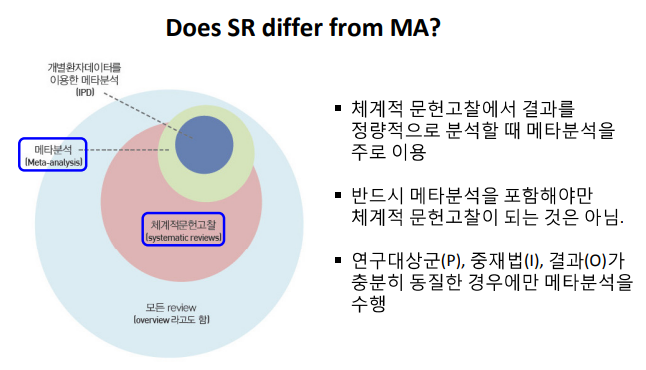 Does SR differ from MA?
개별환지데이터를
이용한 메타분석
(IPD)
메타분석
(Meta-analysis)
체계적문헌고찰
(systematic reviews)
모든 review
(overview 라고도 함)
▪ 체계적 문헌고찰에서 결과를
정량적으로 분석할 때 메타분석을
주로 이용
▪ 반드시 메타분석을 포함해야만
체계적 문헌고찰이 되는 것은 아님.
▪ 연구대상군(P), 중재법(I), 결과(O)가
충분히 동질한 경우에만 메타분석을
수행